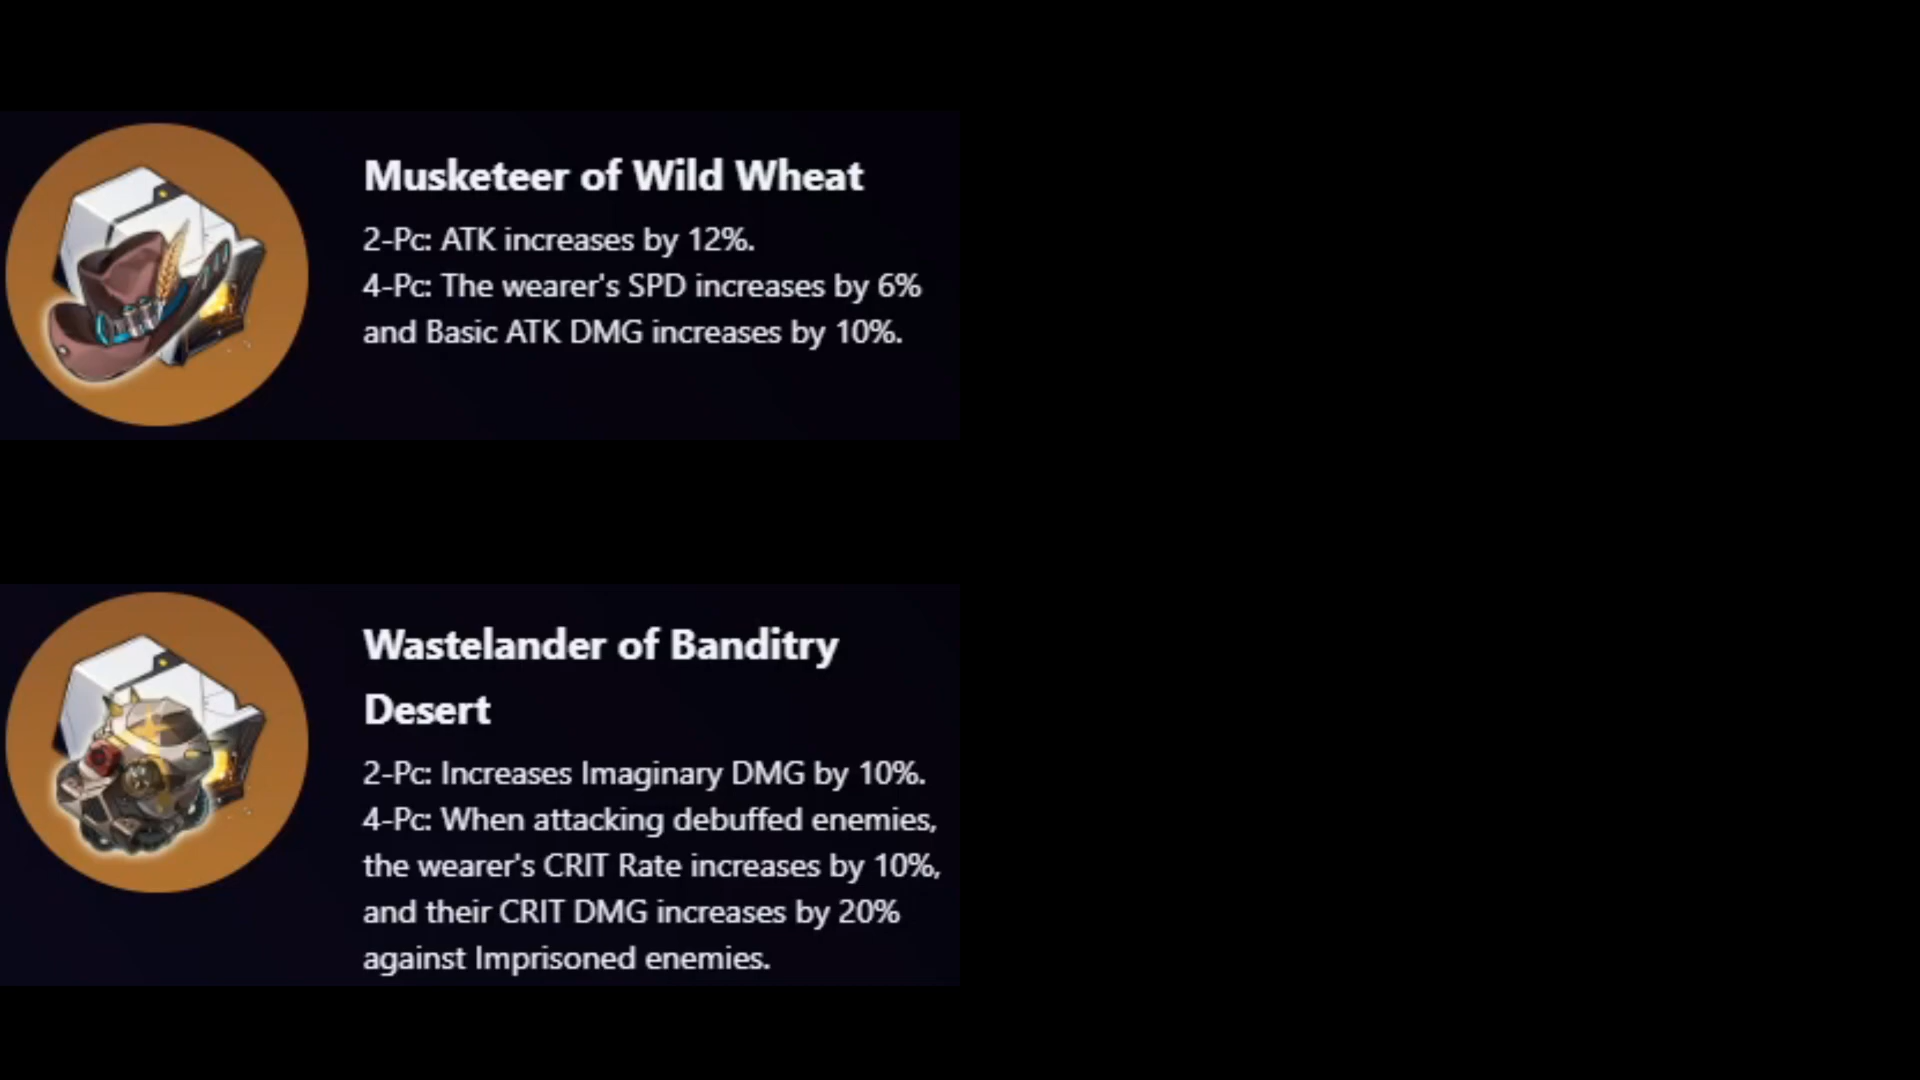 Musketeer of Wild Wheat
2-Pc: ATK increases by 12%.
4-Pc: The wearer's SPD increases by 6%
and Basic ATK DMG increases by 10%.
Wastelander of Banditry
Desert
2-Pc: Increases Imaginary DMG by 10%.
4-Pc: When attacking debuffed enemies,
the wearer's CRIT Rate increases by 10%,
and their CRIT DMG increases by 20%
against Imprisoned enemies.